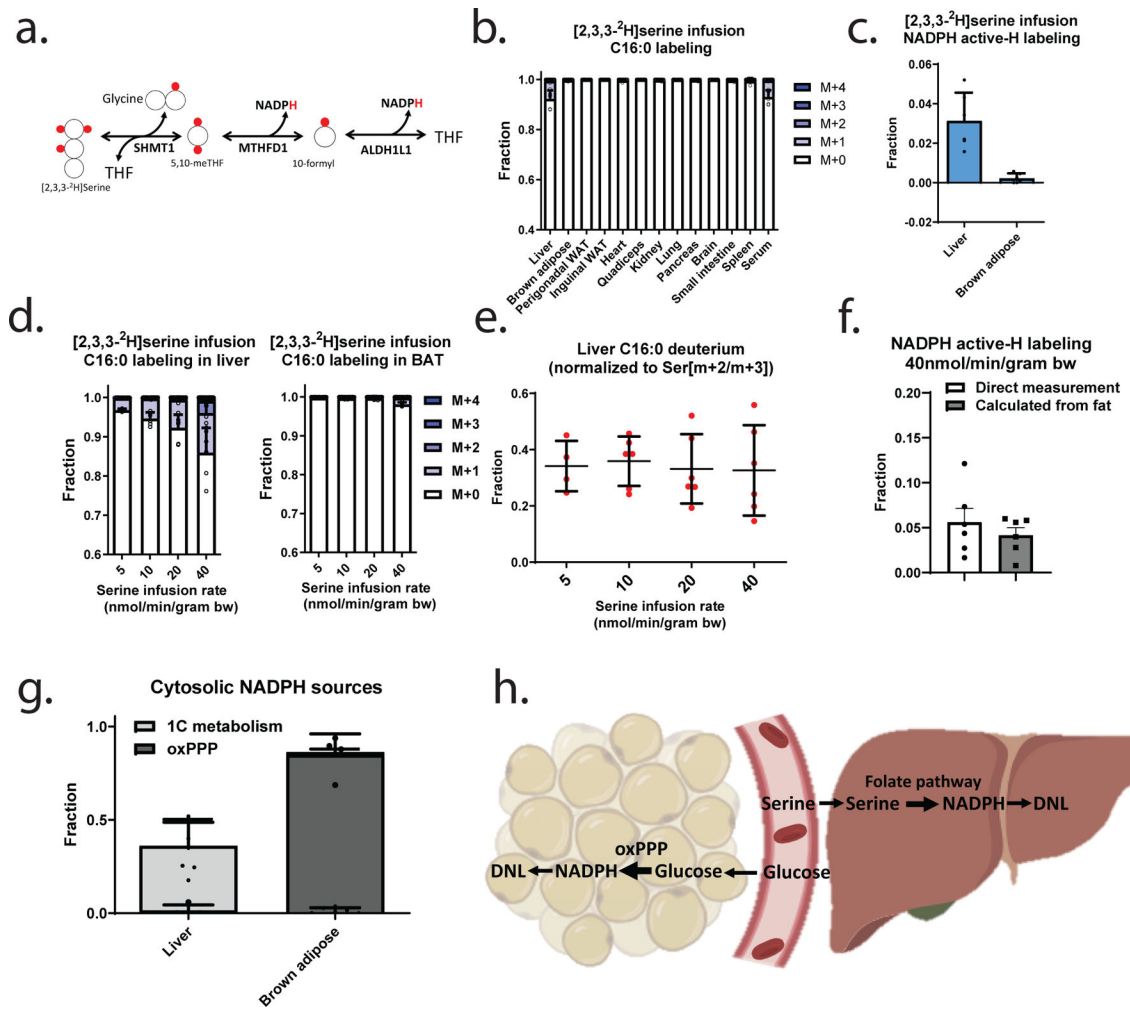 a.
Glycine
NADPH
NADPH
SHMT1
MTHFD1
ALDH1L1
THF
THF
5,10-meTHF
10-formyl
[2,3,3-²H]Serine
b.
[2,3,3-²H]serine infusion
C16:0 labeling
Fraction
1.0
0.8
0.6
0.4
M+4
M+3
M+2
M+1
M+0
Liver
Brown adipose
Perigonadal WAT
Inguinal WAT
Heart
Quadiceps
Kidney
Lung
Pancreas
Brain
Small intestine
Spleen
Serum
c.
[2,3,3-²H]serine infusion
NADPH active-H labeling
Fraction
0.06
0.04
0.02
0.00
-0.02
Liver
Brown adipose
d.
[2,3,3-²H]serine infusion
C16:0 labeling in liver
Fraction
1.0
0.9
0.8
0.7
0.6
5
10
20
40
Serine infusion rate
(nmol/min/gram bw)
[2,3,3-²H]serine infusion
C16:0 labeling in BAT
Fraction
1.0
0.9
0.8
0.7
0.6
5
10
20
40
Serine infusion rate
(nmol/min/gram bw)
M+4
M+3
M+2
M+1
M+0
e.
Liver C16:0 deuterium
(normalized to Ser[m+2/m+3])
Fraction
0.6
0.4
0.2
0.0
5
10
20
40
Serine infusion rate
(nmol/min/gram bw)
f.
NADPH active-H labeling
40nmol/min/gram bw
Direct measurement
Calculated from fat
Fraction
0.20
0.15
0.10
0.05
0.00
g.
Cytosolic NADPH sources
1C metabolism
oxPPP
Fraction
1.0
0.5
0.0
Liver
Brown adipose
h.
Folate pathway
Serine
Serine
NADPH
DNL
oxPPP
DNL
NADPH
Glucose
Glucose